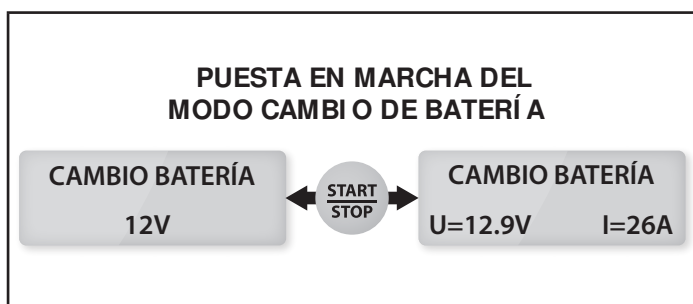 PUESTA EN MARCHA DEL
MODO CAMBIO DE BATERÍA
CAMBIO BATERÍA
12V
START
STOP
CAMBIO BATERÍA
U=12.9V I=26A